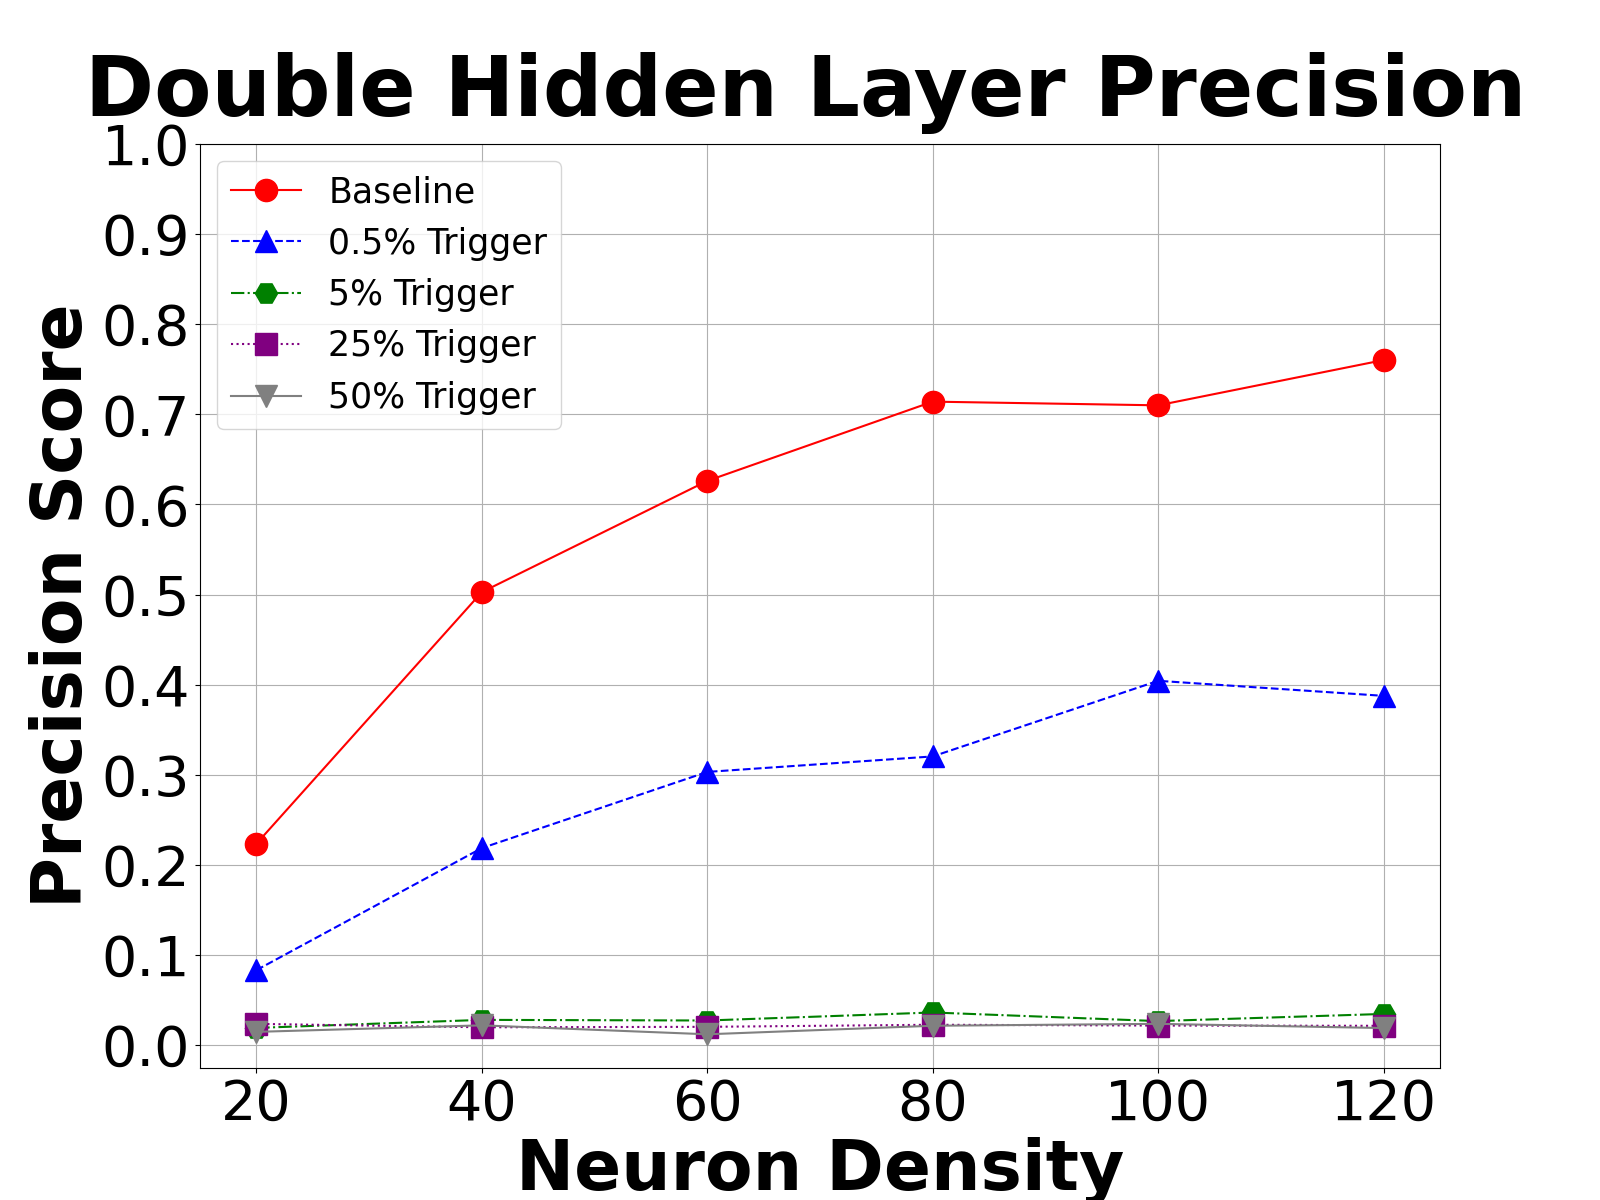 Double Hidden Layer Precision
1.0
0.9
0.8
0.7
0.6
0.5
0.4
0.3
0.2
0.1
0.0
Precision Score
Baseline
0.5% Trigger
5% Trigger
25% Trigger
50% Trigger
20 40 60 80 100 120
Neuron Density